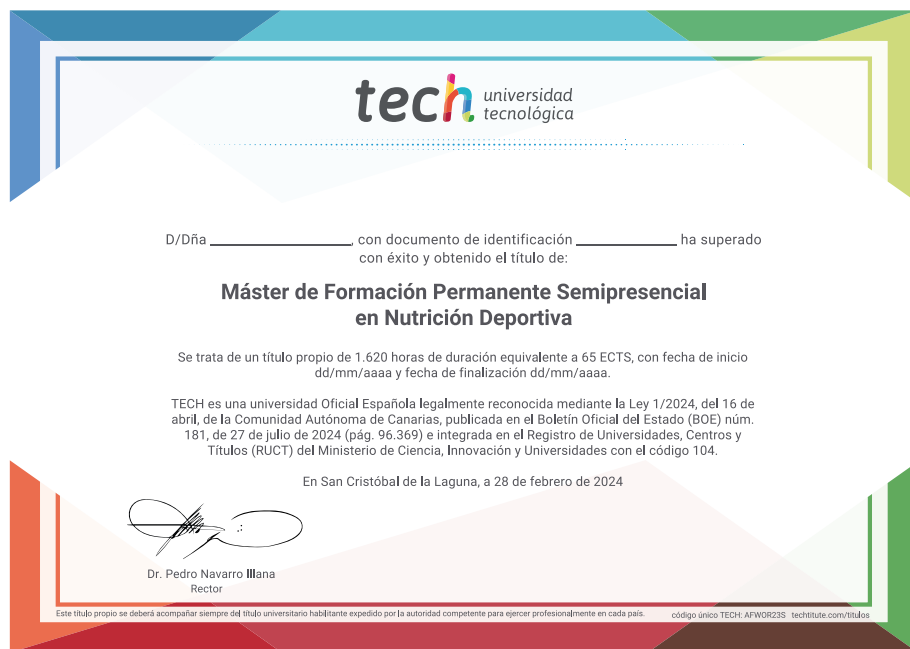 tech universidad
tecnológica
D/Dña ______________, con documento de identificación __________ ha superado
con éxito y obtenido el título de:
Máster de Formación Permanente Semipresencial
en Nutrición Deportiva
Se trata de un título propio de 1.620 horas de duración equivalente a 65 ECTS, con fecha de inicio
dd/mm/aaaa y fecha de finalización dd/mm/aaaa.
TECH es una universidad Oficial Española legalmente reconocida mediante la Ley 1/2024, del 16 de
abril, de la Comunidad Autónoma de Canarias, publicada en el Boletín Oficial del Estado (BOE) núm.
181, de 27 de julio de 2024 (pág. 96.369) e integrada en el Registro de Universidades, Centros y
Títulos (RUCT) del Ministerio de Ciencia, Innovación y Universidades con el código 104.
En San Cristóbal de la Laguna, a 28 de febrero de 2024
Dr. Pedro Navarro Illana
Rector
Este título propio se deberá acompañar siempre del título universitario habilitante expedido por la autoridad competente para ejercer profesionalmente en cada país. código único TECH: AFWOR23S techtitute.com/titulos